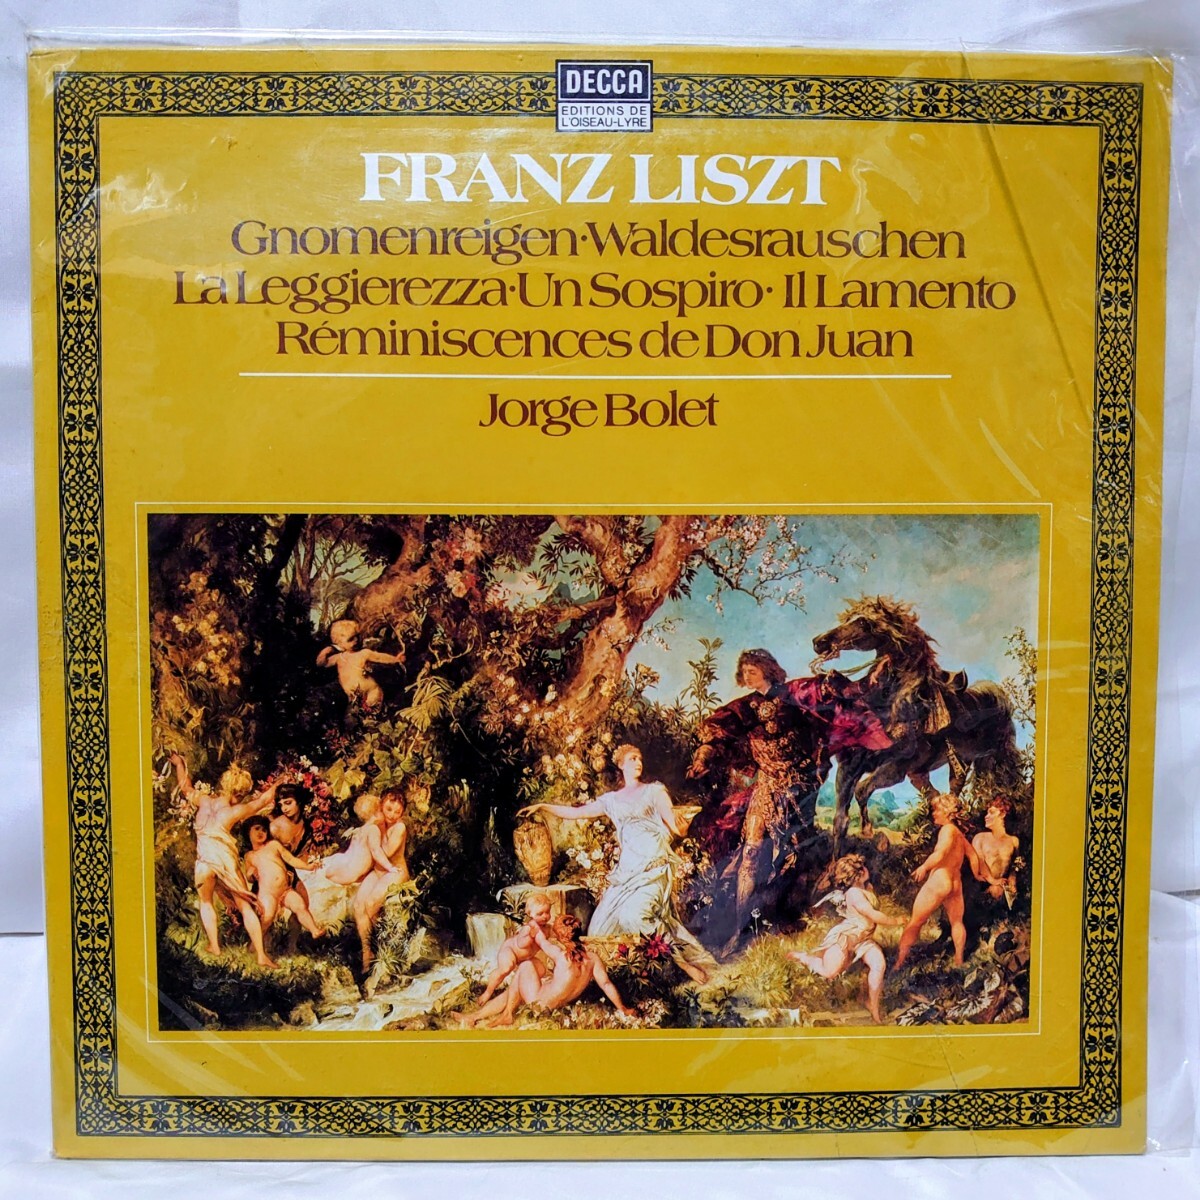 DECCA
EDITIONS DE
L'OISEAU-LYRE
FRANZ LISZT
Gnomenreigen·Waldesrauschen
La Leggierezza·Un Sospiro·Il Lamento
Réminiscences de Don Juan
Jorge Bolet